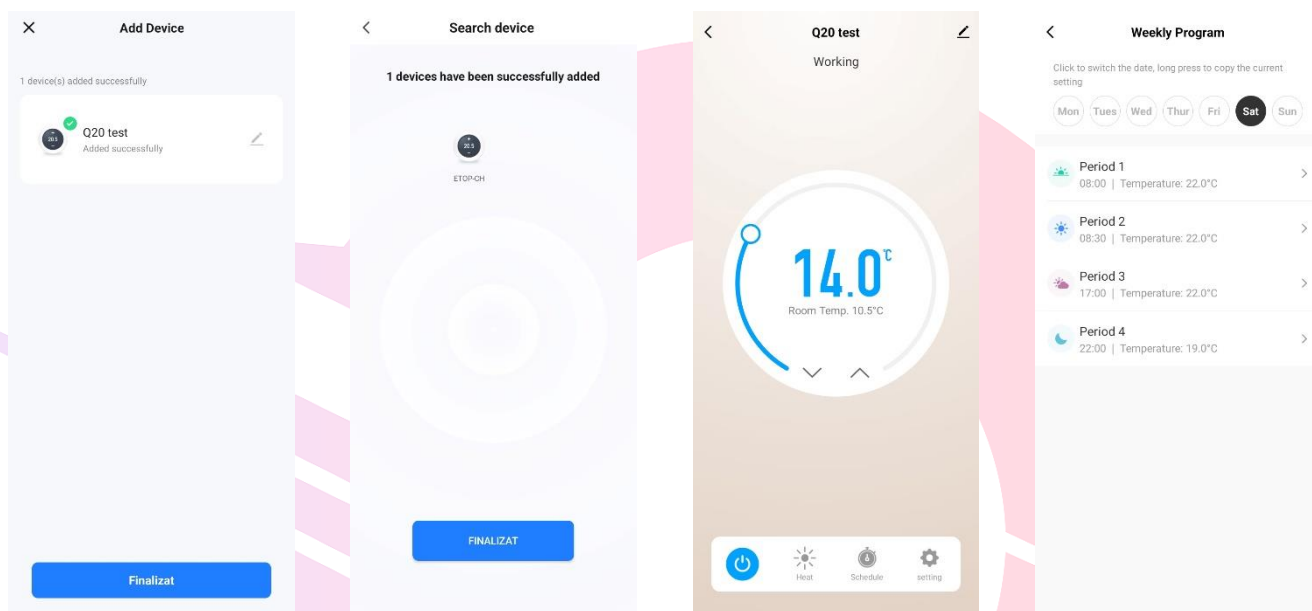 Add Device
1 device(s) added successfully
20.5
Q20 test
Added successfully
Finalizat
Search device
1 devices have been successfully added
20.5
ETOP-CH
FINALIZAT
Q20 test
Working
14.0°C
Room Temp. 10.5°C
Heat
Schedule
setting
Weekly Program
Click to switch the date, long press to copy the current
setting
Mon Tues Wed Thur Fri Sat Sun
Period 1
08:00 | Temperature: 22.0°C
Period 2
08:30 | Temperature: 22.0°C
Period 3
17:00 | Temperature: 22.0°C
Period 4
22:00 | Temperature: 19.0°C